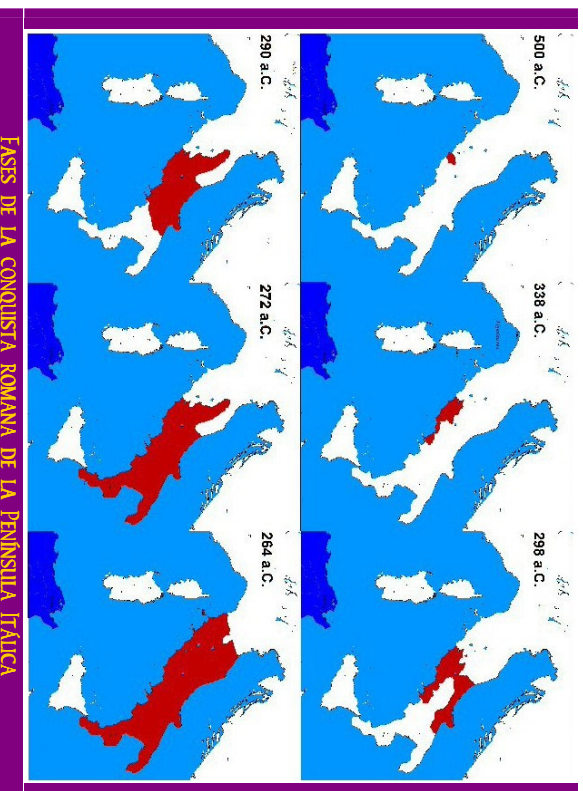 500 a.C.
338 a.C.
298 a.C.
290 a.C.
272 a.C.
264 a.C.
FASES DE LA CONQUISTA ROMANA DE LA PENÍNSULA ITÁLICA